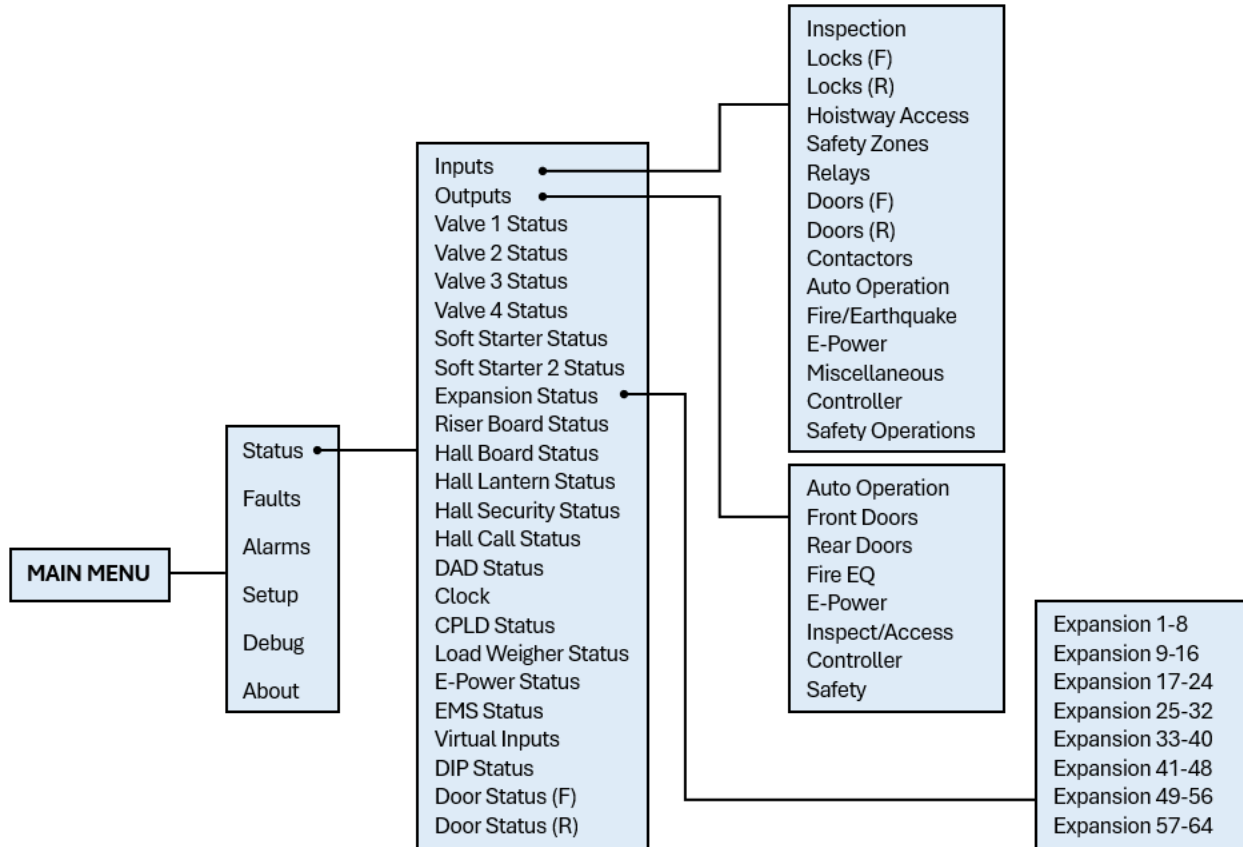 MAIN MENU
Status
Faults
Alarms
Setup
Debug
About
Inputs
Outputs
Valve 1 Status
Valve 2 Status
Valve 3 Status
Valve 4 Status
Soft Starter Status
Soft Starter 2 Status
Expansion Status
Riser Board Status
Hall Board Status
Hall Lantern Status
Hall Security Status
Hall Call Status
DAD Status
Clock
CPLD Status
Load Weigher Status
E-Power Status
EMS Status
Virtual Inputs
DIP Status
Door Status (F)
Door Status (R)
Inspection
Locks (F)
Locks (R)
Hoistway Access
Safety Zones
Relays
Doors (F)
Doors (R)
Contactors
Auto Operation
Fire/Earthquake
E-Power
Miscellaneous
Controller
Safety Operations
Auto Operation
Front Doors
Rear Doors
Fire EQ
E-Power
Inspect/Access
Controller
Safety
Expansion 1-8
Expansion 9-16
Expansion 17-24
Expansion 25-32
Expansion 33-40
Expansion 41-48
Expansion 49-56
Expansion 57-64